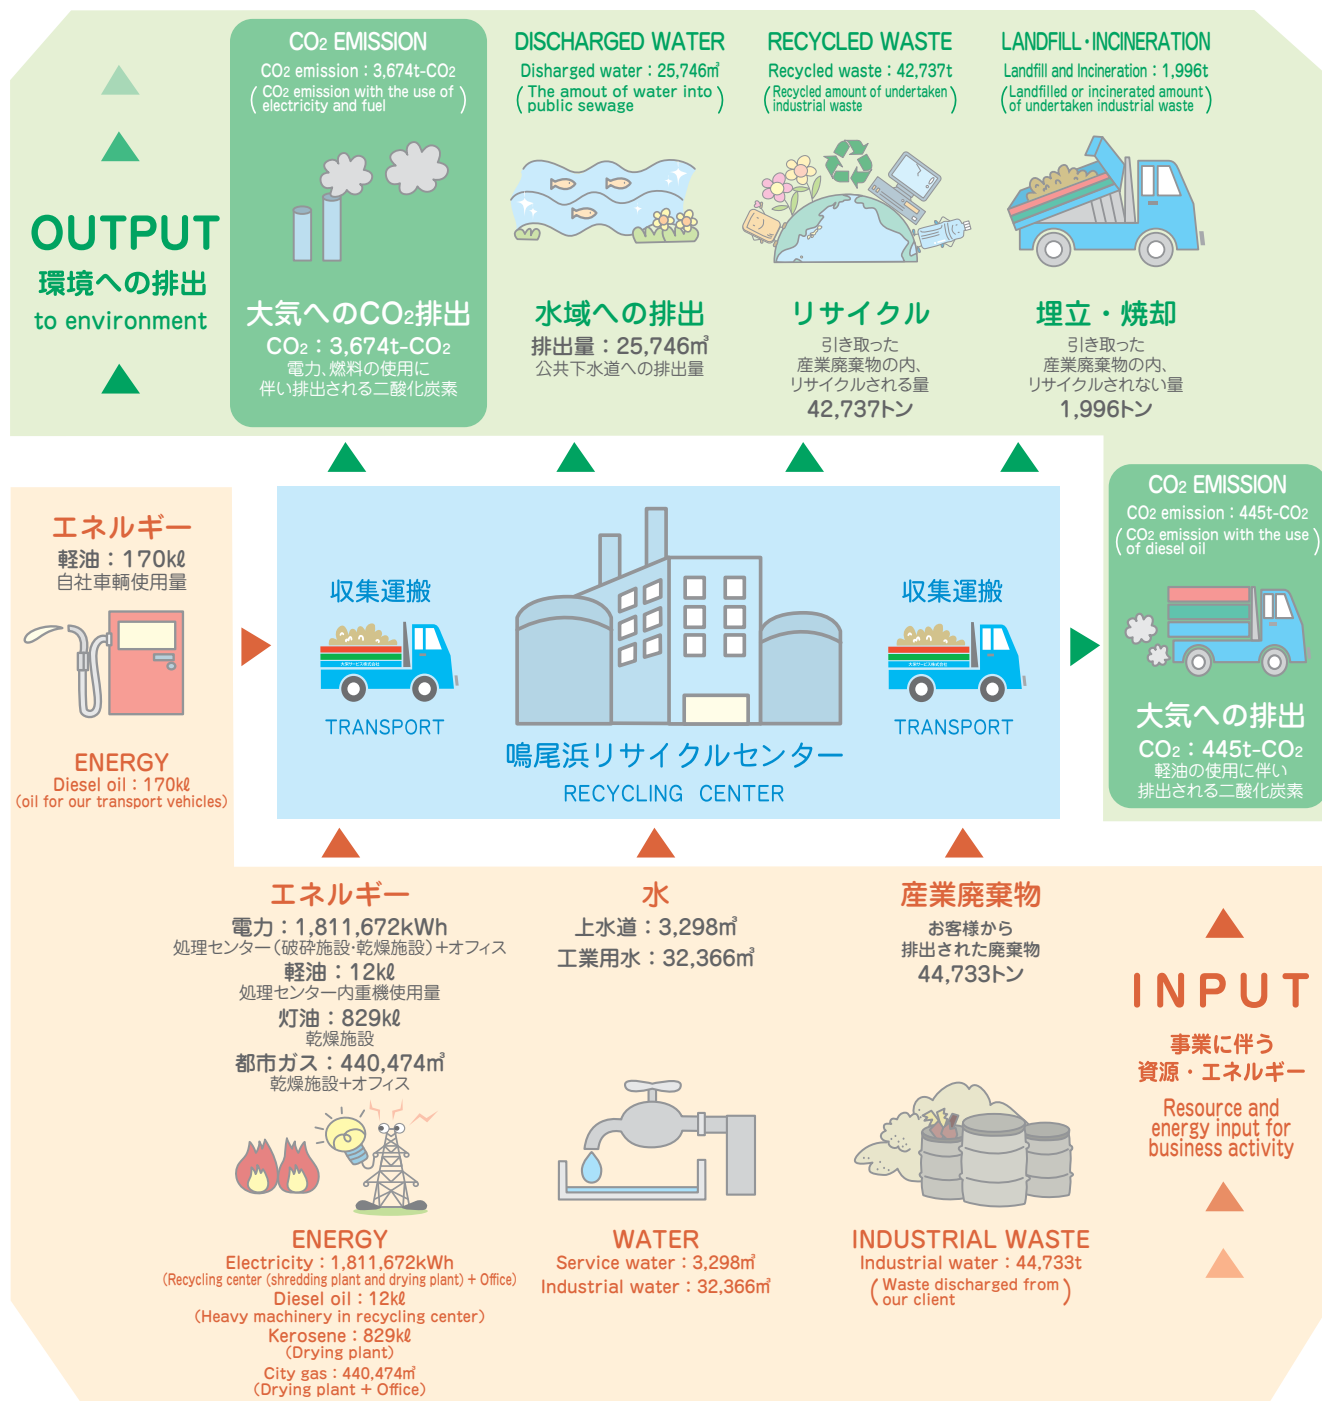 OUTPUT
環境への排出
to environment
CO2 EMISSION
CO2 emission : 3,674t-CO2
(CO2 emission with the use of
electricity and fuel)
大気へのCO2排出
CO2：3,674t-CO2
電力、燃料の使用に
伴い排出される二酸化炭素
DISCHARGED WATER
Disharged water : 25,746㎥
(The amout of water into
public sewage)
水域への排出
排出量：25,746㎥
公共下水道への排出量
RECYCLED WASTE
Recycled waste : 42,737t
(Recycled amount of undertaken
industrial waste)
リサイクル
引き取った
産業廃棄物の内、
リサイクルされる量
42,737トン
LANDFILL・INCINERATION
Landfill and Incineration : 1,996t
(Landfilled or incinerated amount
of undertaken industrial waste)
埋立・焼却
引き取った
産業廃棄物の内、
リサイクルされない量
1,996トン
エネルギー
軽油：170kℓ
自社車輌使用量
ENERGY
Diesel oil : 170kℓ
(oil for our transport vehicles)
収集運搬
大栄サービス株式会社
TRANSPORT
鳴尾浜リサイクルセンター
RECYCLING CENTER
収集運搬
大栄サービス株式会社
TRANSPORT
CO2 EMISSION
CO2 emission : 445t-CO2
(CO2 emission with the use
of diesel oil)
大気への排出
CO2：445t-CO2
軽油の使用に伴い
排出される二酸化炭素
エネルギー
電力：1,811,672kWh
処理センター（破砕施設・乾燥施設）＋オフィス
軽油：12kℓ
処理センター内重機使用量
灯油：829kℓ
乾燥施設
都市ガス：440,474㎥
乾燥施設＋オフィス
ENERGY
Electricity : 1,811,672kWh
(Recycling center (shredding plant and drying plant) + Office)
Diesel oil : 12kℓ
(Heavy machinery in recycling center)
Kerosene : 829kℓ
(Drying plant)
City gas : 440,474㎥
(Drying plant + Office)
水
上水道：3,298㎥
工業用水：32,366㎥
WATER
Service water : 3,298㎥
Industrial water : 32,366㎥
産業廃棄物
お客様から
排出された廃棄物
44,733トン
INDUSTRIAL WASTE
Industrial water : 44,733t
(Waste discharged from
our client)
INPUT
事業に伴う
資源・エネルギー
Resource and
energy input for
business activity